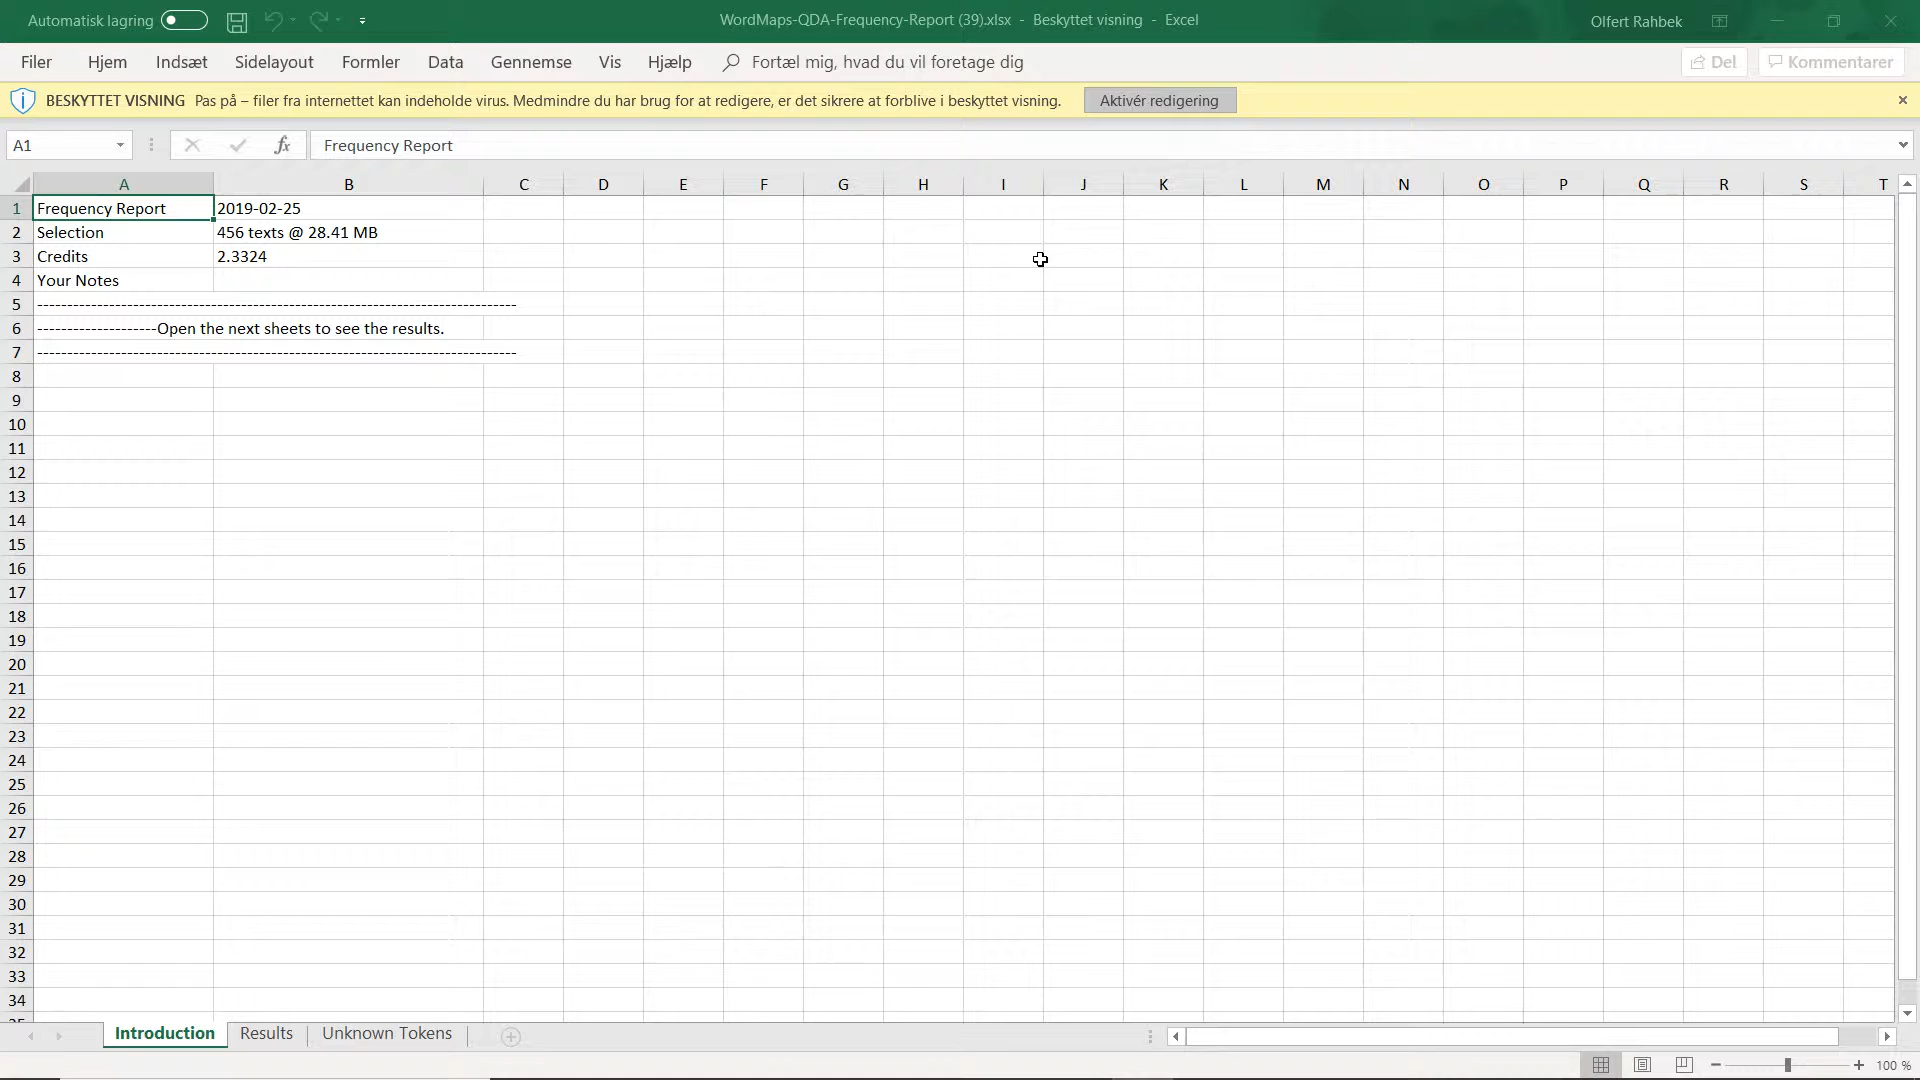 Automatisk lagring
WordMaps-QDA-Frequency-Report (39).xlsx - Beskyttet visning - Excel
Olfert Rahbek
Filer Hjem Indsæt Sidelayout Formler Data Gennemse Vis Hjælp Fortæl mig, hvad du vil foretage dig Del Kommentarer
BESKYTTET VISNING Pas på – filer fra internettet kan indeholde virus. Medmindre du har brug for at redigere, er det sikrere at forblive i beskyttet visning. Aktivér redigering
A1 fx Frequency Report
A B C D E F G H I J K L M N O P Q R S T
1 Frequency Report 2019-02-25
2 Selection 456 texts @ 28.41 MB
3 Credits 2.3324
4 Your Notes
5 --------------------------------------------------------------------------------
6 --------------------Open the next sheets to see the results.
7 --------------------------------------------------------------------------------
8
9
10
11
12
13
14
15
16
17
18
19
20
21
22
23
24
25
26
27
28
29
30
31
32
33
34
Introduction Results Unknown Tokens
100 %